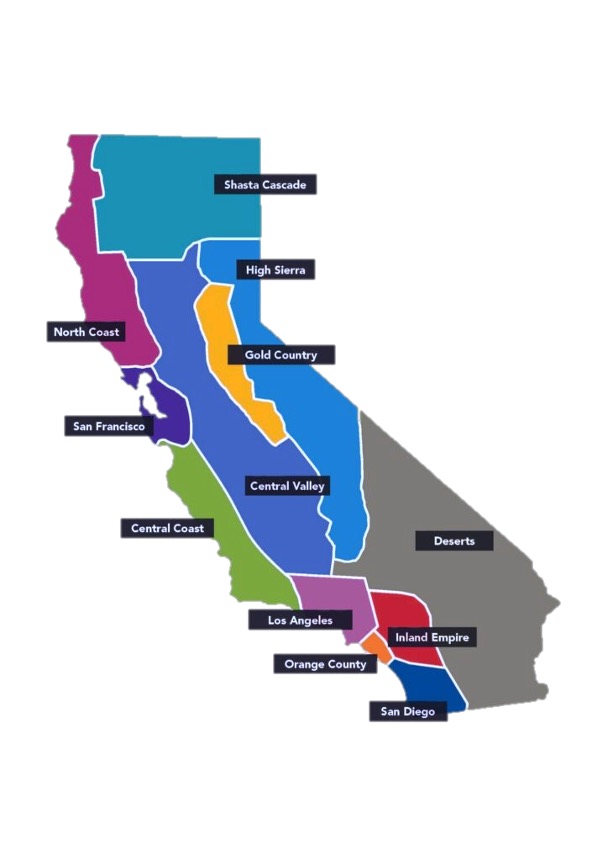 Shasta Cascade
High Sierra
North Coast
Gold Country
San Francisco
Central Valley
Central Coast
Deserts
Los Angeles
Inland Empire
Orange County
San Diego